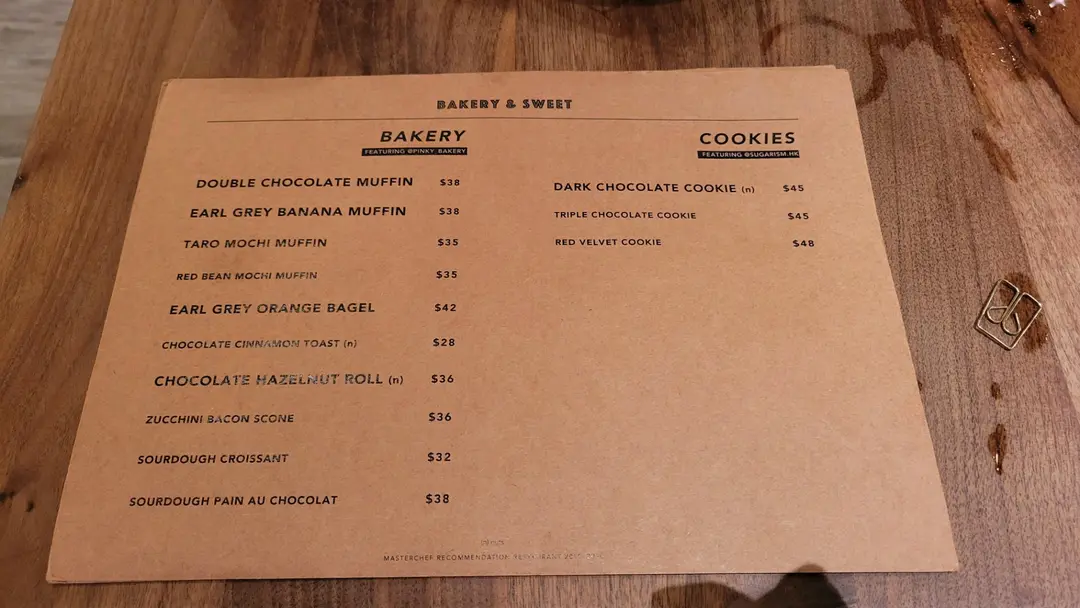 BAKERY & SWEET
BAKERY
FEATURING @PINKY_BAKERY
DOUBLE CHOCOLATE MUFFIN $38
EARL GREY BANANA MUFFIN $38
TARO MOCHI MUFFIN $35
RED BEAN MOCHI MUFFIN $35
EARL GREY ORANGE BAGEL $42
CHOCOLATE CINNAMON TOAST (n) $28
CHOCOLATE HAZELNUT ROLL (n) $36
ZUCCHINI BACON SCONE $36
SOURDOUGH CROISSANT $32
SOURDOUGH PAIN AU CHOCOLAT $38
COOKIES
FEATURING @SUGARISM.HK
DARK CHOCOLATE COOKIE (n) $45
TRIPLE CHOCOLATE COOKIE $45
RED VELVET COOKIE $48
MASTERCHEF RECOMMENDATION RESTAURANT